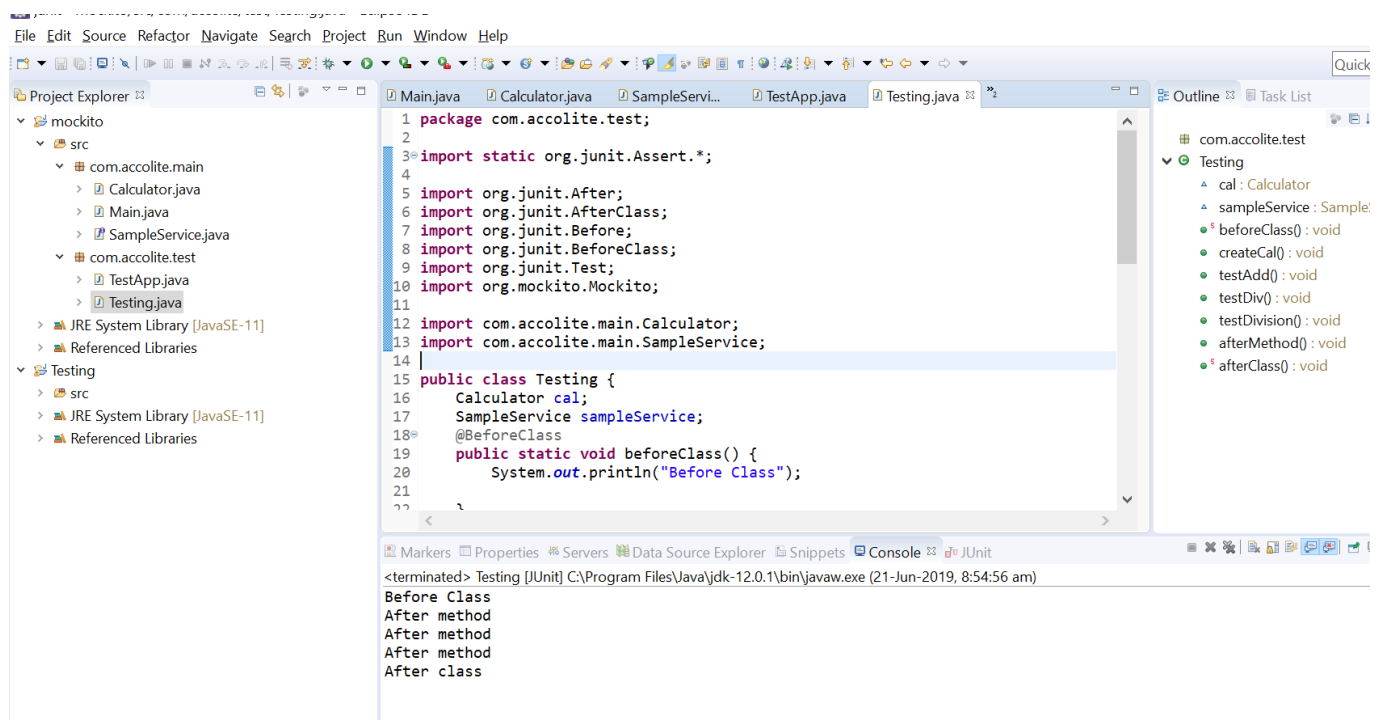 File Edit Source Refactor Navigate Search Project Run Window Help
Quick
Project Explorer
mockito
src
com.accolite.main
Calculator.java
Main.java
SampleService.java
com.accolite.test
TestApp.java
Testing.java
JRE System Library [JavaSE-11]
Referenced Libraries
Testing
src
JRE System Library [JavaSE-11]
Referenced Libraries
Main.java Calculator.java SampleServi... TestApp.java Testing.java »2
1 package com.accolite.test;
2
3 import static org.junit.Assert.*;
4
5 import org.junit.After;
6 import org.junit.AfterClass;
7 import org.junit.Before;
8 import org.junit.BeforeClass;
9 import org.junit.Test;
10 import org.mockito.Mockito;
11
12 import com.accolite.main.Calculator;
13 import com.accolite.main.SampleService;
14
15 public class Testing {
16 Calculator cal;
17 SampleService sampleService;
18 @BeforeClass
19 public static void beforeClass() {
20 System.out.println("Before Class");
21
22 }
Outline Task List
com.accolite.test
Testing
cal : Calculator
sampleService : Sample
beforeClass() : void
createCal() : void
testAdd() : void
testDiv() : void
testDivision() : void
afterMethod() : void
afterClass() : void
Markers Properties Servers Data Source Explorer Snippets Console JUnit
<terminated> Testing [JUnit] C:\Program Files\Java\jdk-12.0.1\bin\javaw.exe (21-Jun-2019, 8:54:56 am)
Before Class
After method
After method
After method
After class